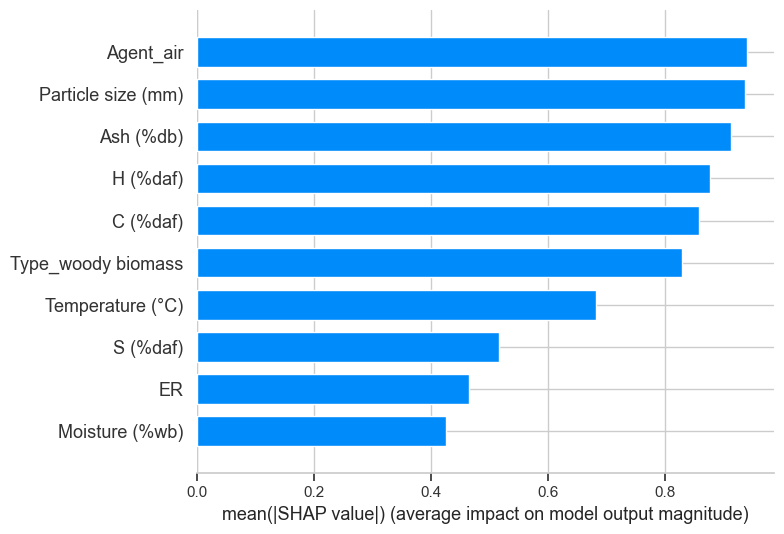 Agent_air
Particle size (mm)
Ash (%db)
H (%daf)
C (%daf)
Type_woody biomass
Temperature (°C)
S (%daf)
ER
Moisture (%wb)
0.0 0.2 0.4 0.6 0.8
mean(|SHAP value|) (average impact on model output magnitude)